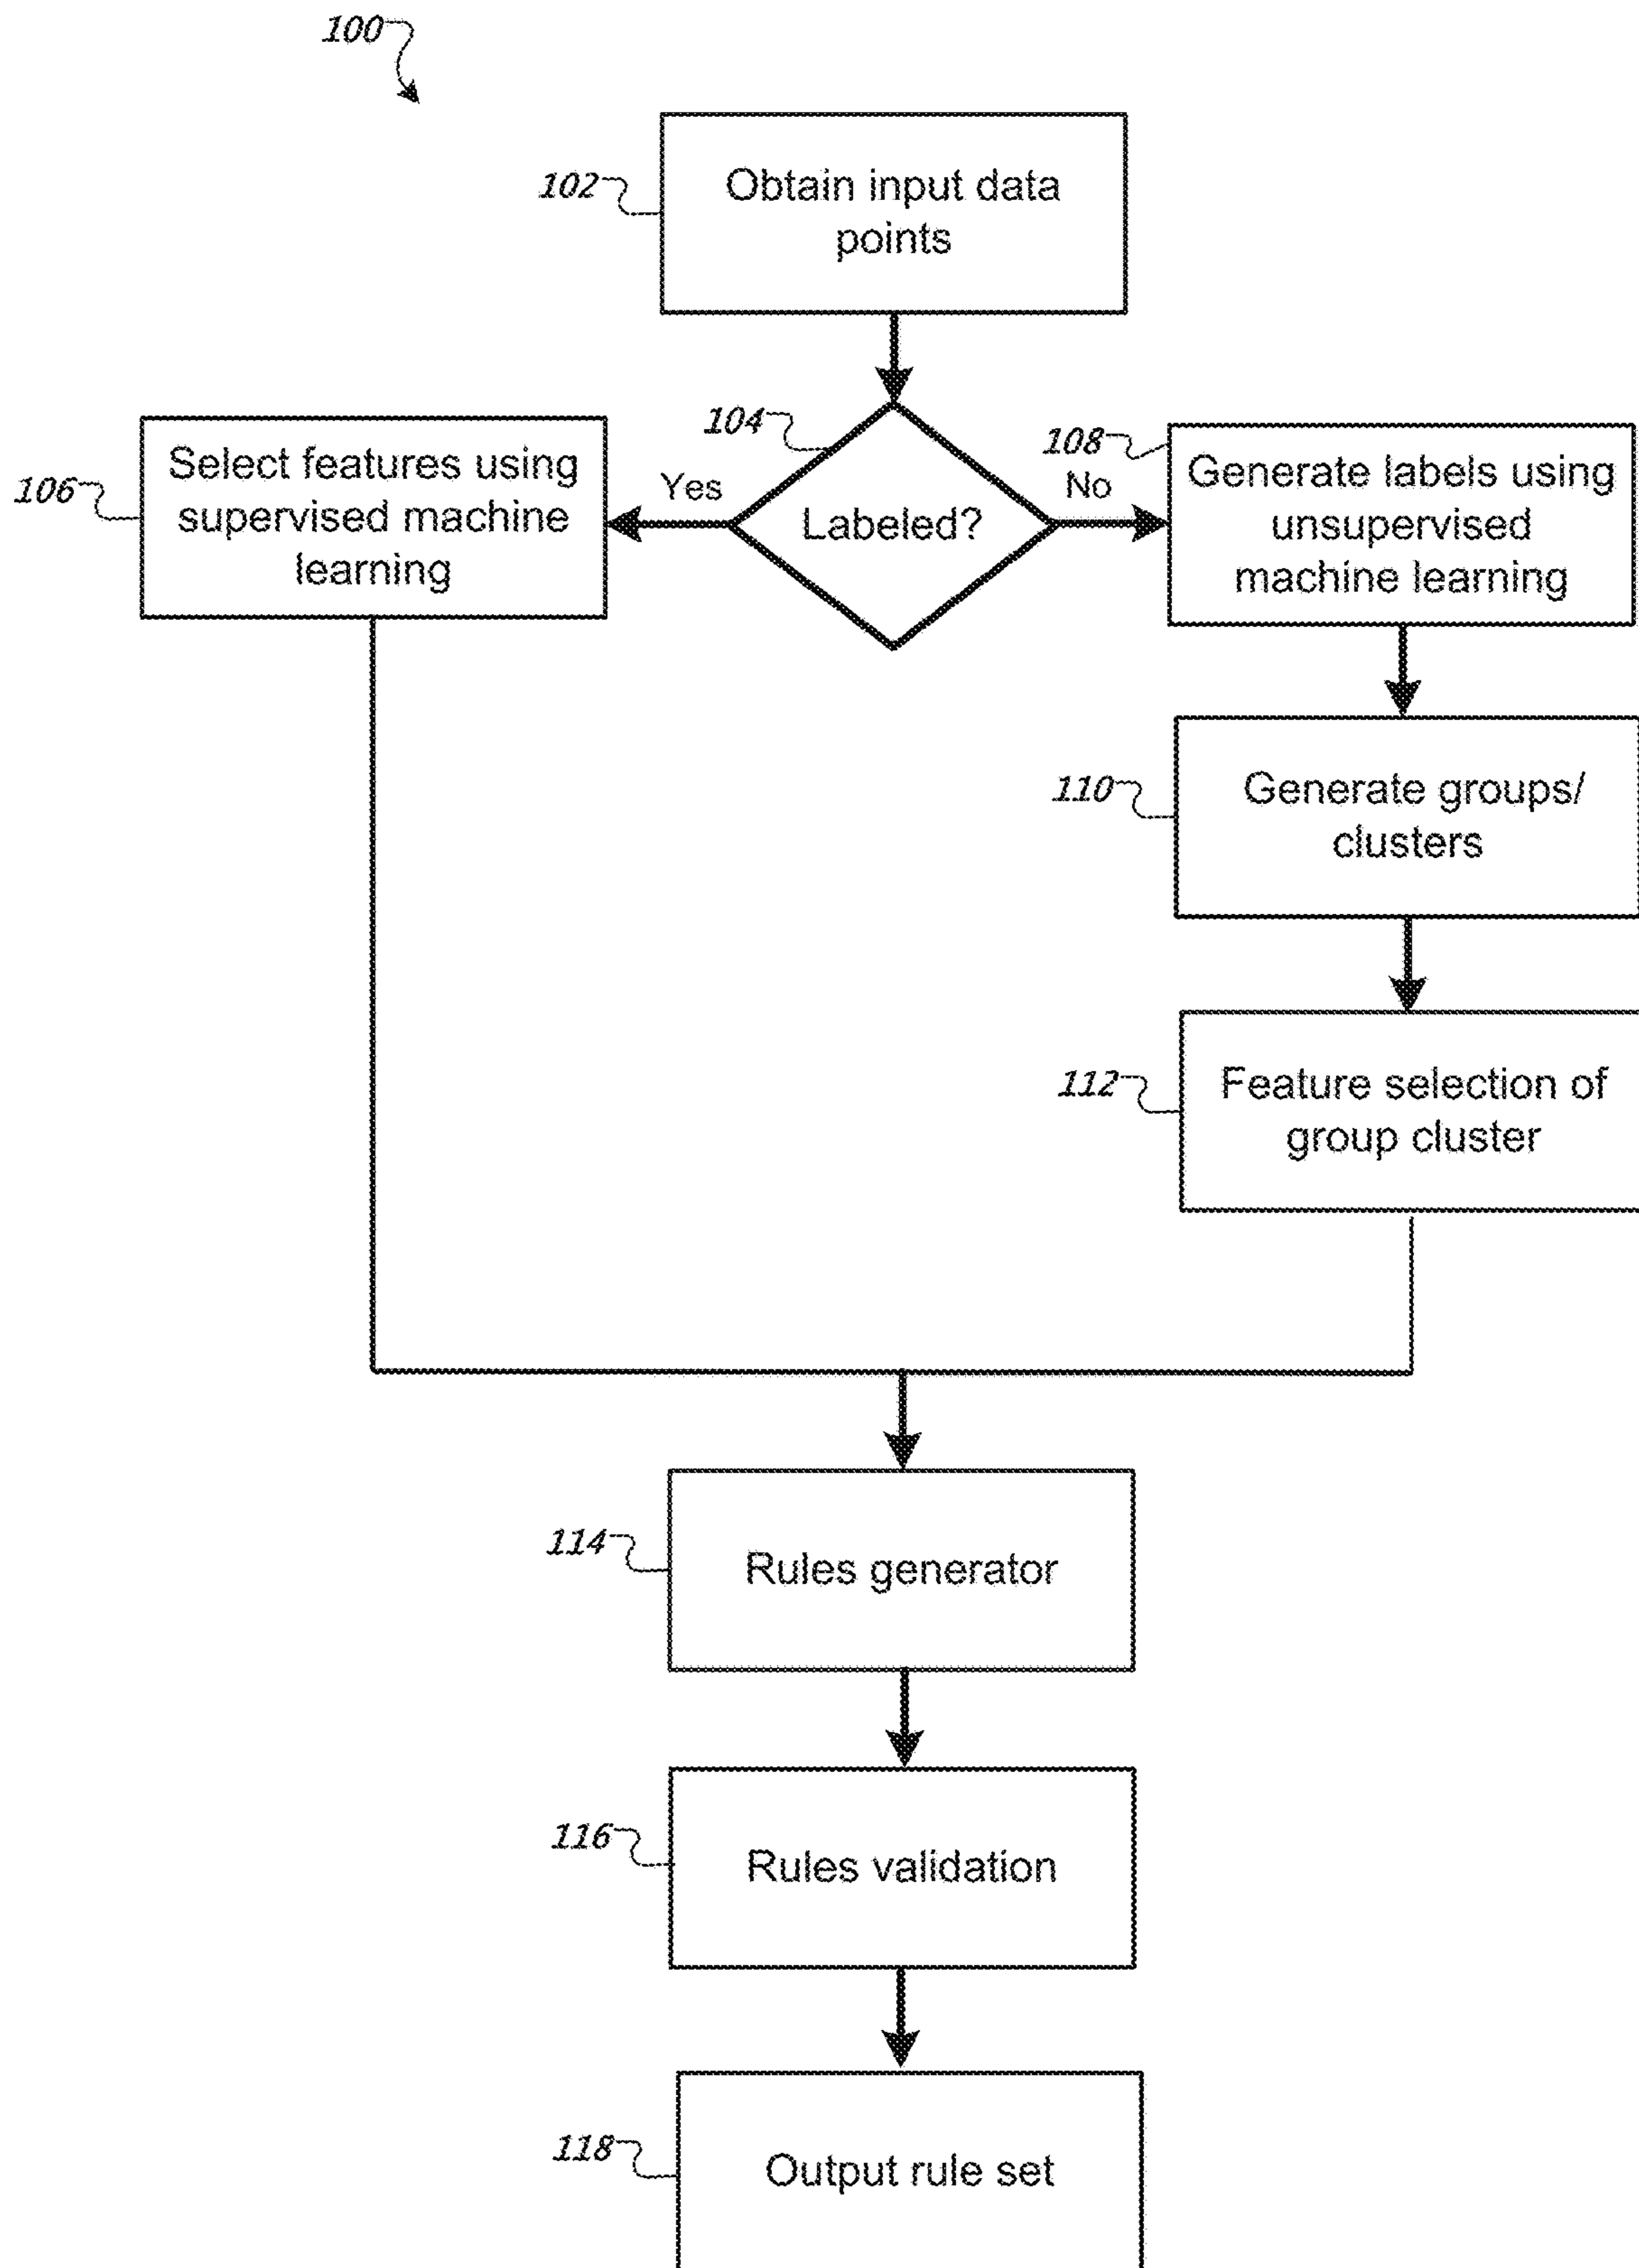 100
102
Obtain input data
points
104
Labeled?
Yes
No
106
Select features using
supervised machine
learning
108
Generate labels using
unsupervised
machine learning
110
Generate groups/
clusters
112
Feature selection of
group cluster
114
Rules generator
116
Rules validation
118
Output rule set